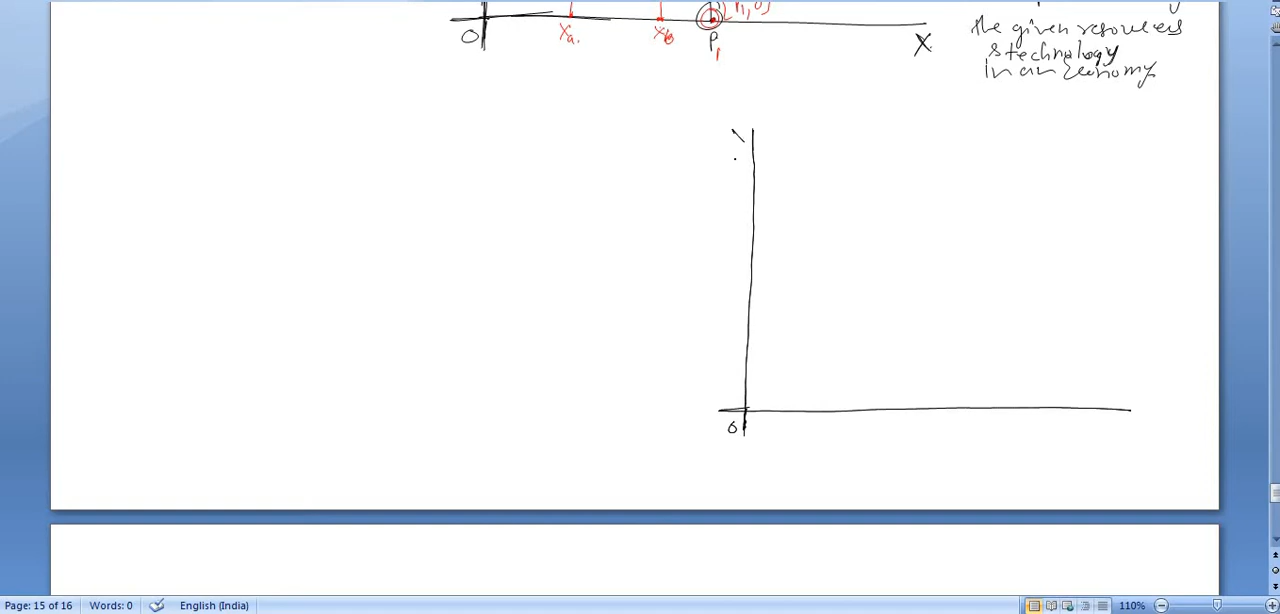 O
Xa.
Xb
P1
X
the given resources
& technology
in an economy
O
Page: 15 of 16
Words: 0
English (India)
110%